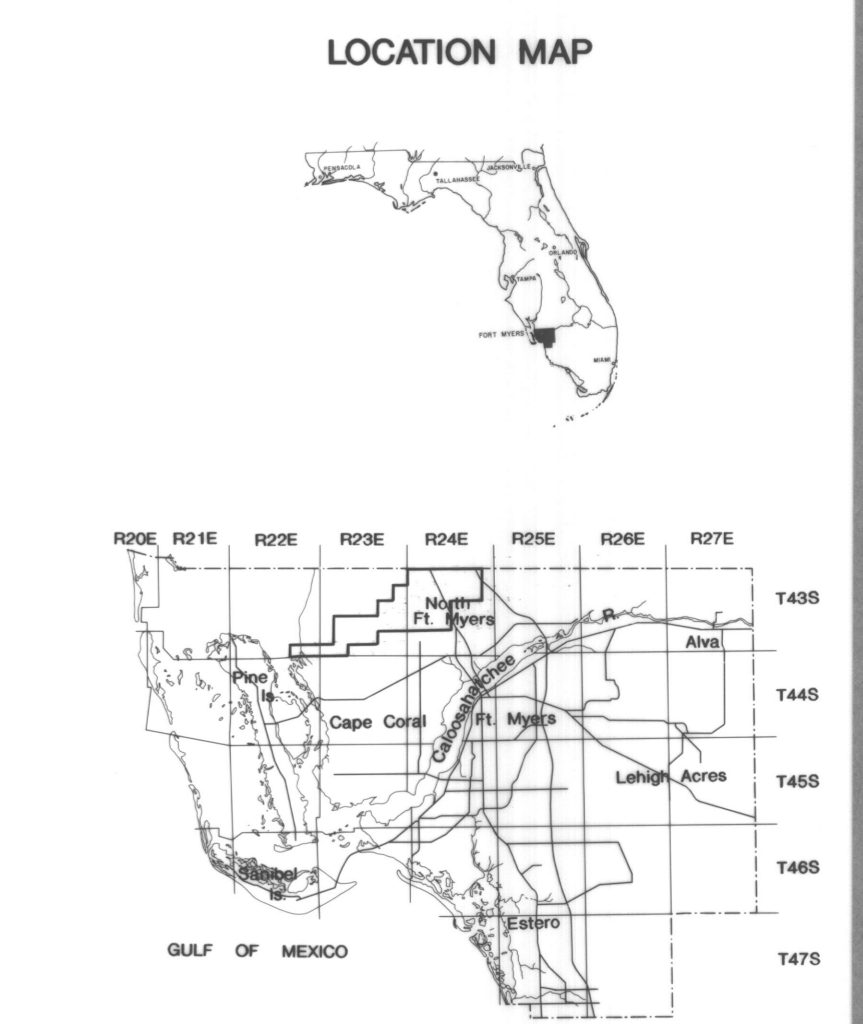 LOCATION MAP
PENSACOLA
JACKSONVILLE
TALLAHASSEE
ORLANDO
TAMPA
FORT MYERS
MIAMI
R20E R21E R22E R23E R24E R25E R26E R27E
T43S
North
Ft. Myers
R.
Alva
Caloosahatchee
Pine
Is.
T44S
Cape Coral
Ft. Myers
Lehigh Acres
T45S
Sanibel
Is.
T46S
Estero
GULF OF MEXICO
T47S